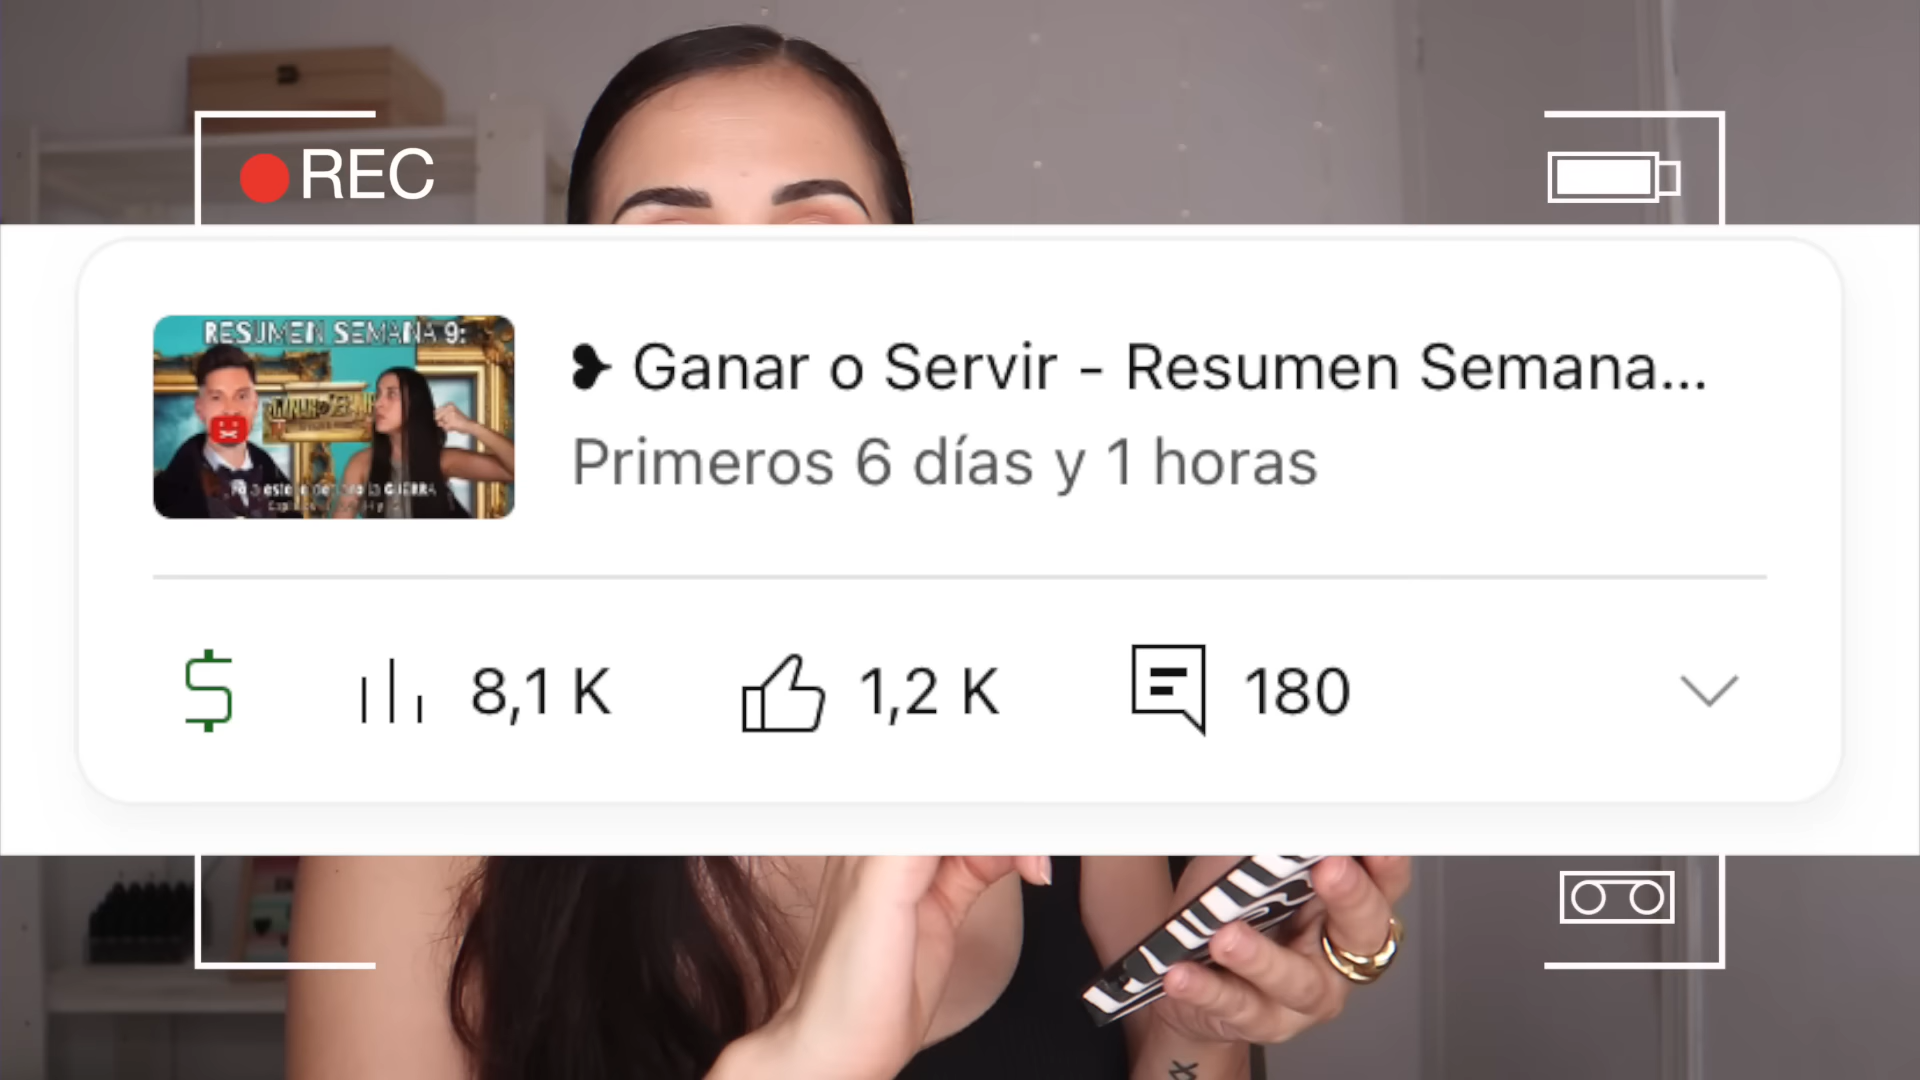 REC
RESUMEN SEMANA 9:
❥ Ganar o Servir - Resumen Semana...
Primeros 6 días y 1 horas
8,1 K
1,2 K
180